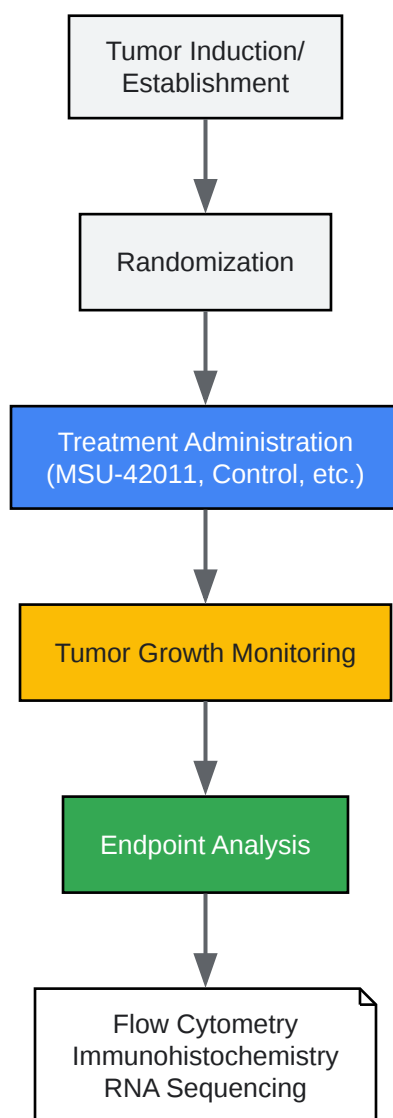 Tumor Induction/
Establishment
Randomization
Treatment Administration
(MSU-42011, Control, etc.)
Tumor Growth Monitoring
Endpoint Analysis
Flow Cytometry
Immunohistochemistry
RNA Sequencing